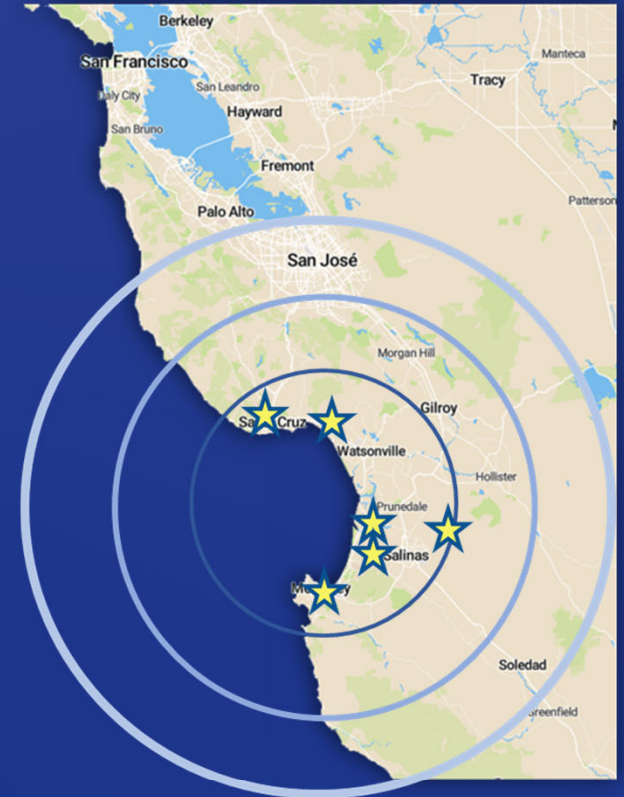 Berkeley
San Francisco
Manteca
Tracy
San Leandro
Daly City
Hayward
San Bruno
Fremont
Patterson
Palo Alto
San José
Morgan Hill
Gilroy
Cruz
Watsonville
Hollister
Prunedale
Salinas
Soledad
Greenfield